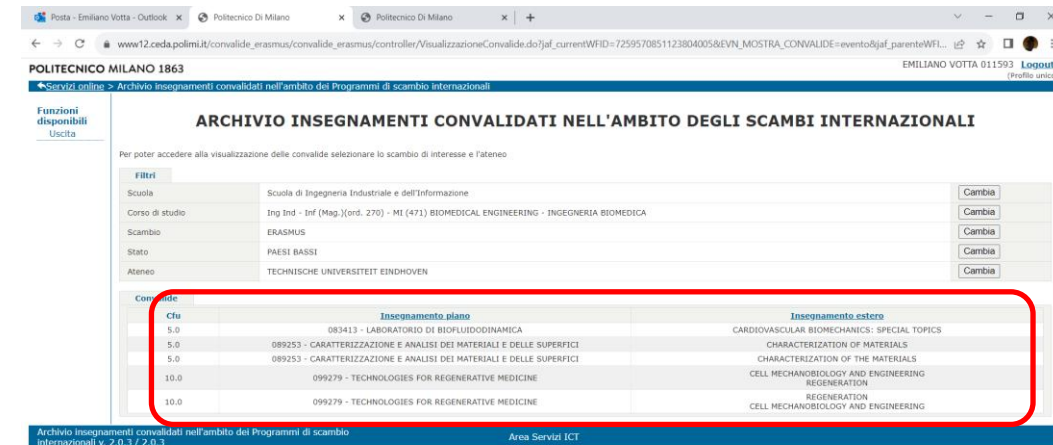 Posta - Emiliano Votta - Outlook
Politecnico Di Milano
Politecnico Di Milano
www12.ceda.polimi.it/convalide_erasmus/convalide_erasmus/controller/VisualizzazioneConvalide.do?jaf_currentWFID=7259570851123804005&EVN_MOSTRA_CONVALIDE=evento&jaf_parenteWFI...
POLITECNICO MILANO 1863
EMILIANO VOTTA 011593 Logout
(Profilo unico
Servizi online > Archivio insegnamenti convalidati nell'ambito dei Programmi di scambio internazionali
Funzioni disponibili
Uscita
ARCHIVIO INSEGNAMENTI CONVALIDATI NELL'AMBITO DEGLI SCAMBI INTERNAZIONALI
Per poter accedere alla visualizzazione delle convalide selezionare lo scambio di interesse e l'ateneo
Filtri
Scuola Scuola di Ingegneria Industriale e dell'Informazione Cambia
Corso di studio Ing Ind - Inf (Mag.)(ord. 270) - MI (471) BIOMEDICAL ENGINEERING - INGEGNERIA BIOMEDICA Cambia
Scambio ERASMUS Cambia
Stato PAESI BASSI Cambia
Ateneo TECHNISCHE UNIVERSITEIT EINDHOVEN Cambia
Convalide
Cfu Insegnamento piano Insegnamento estero
5.0 083413 - LABORATORIO DI BIOFLUIDODINAMICA CARDIOVASCULAR BIOMECHANICS: SPECIAL TOPICS
5.0 089253 - CARATTERIZZAZIONE E ANALISI DEI MATERIALI E DELLE SUPERFICI CHARACTERIZATION OF MATERIALS
5.0 089253 - CARATTERIZZAZIONE E ANALISI DEI MATERIALI E DELLE SUPERFICI CHARACTERIZATION OF THE MATERIALS
10.0 099279 - TECHNOLOGIES FOR REGENERATIVE MEDICINE CELL MECHANOBIOLOGY AND ENGINEERING
REGENERATION
10.0 099279 - TECHNOLOGIES FOR REGENERATIVE MEDICINE REGENERATION
CELL MECHANOBIOLOGY AND ENGINEERING
Archivio insegnamenti convalidati nell'ambito dei Programmi di scambio
internazionali v. 2.0.3 / 2.0.3
Area Servizi ICT